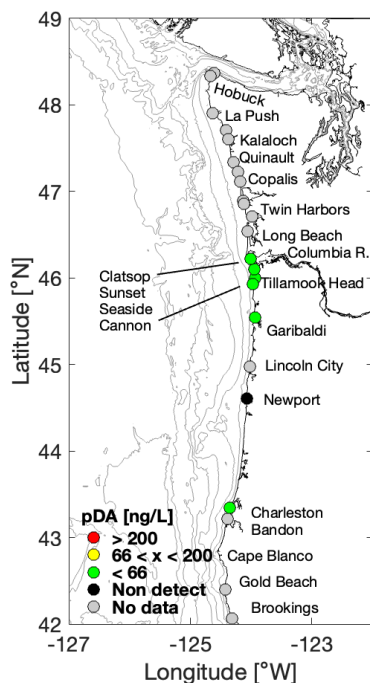 49
48
47
46
45
44
43
42
Latitude [°N]
Hobuck
La Push
Kalaloch
Quinault
Copalis
Twin Harbors
Long Beach
Columbia R.
Clatsop
Sunset
Seaside
Cannon
Tillamook Head
Garibaldi
Lincoln City
Newport
Charleston
Bandon
Cape Blanco
Gold Beach
Brookings
pDA [ng/L]
> 200
66 < x < 200
< 66
Non detect
No data
-127
-125
-123
Longitude [°W]